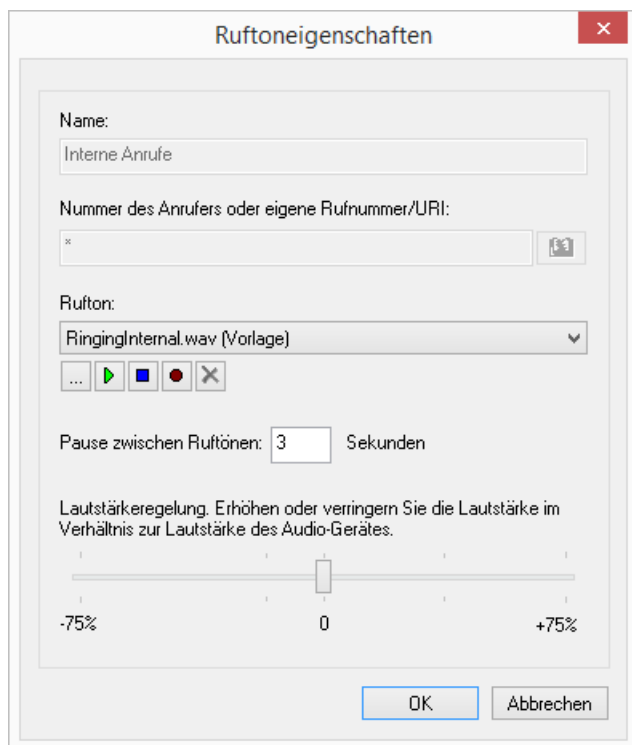 Ruftoneigenschaften
Name:
Interne Anrufe
Nummer des Anrufers oder eigene Rufnummer/URI:
*
Rufton:
RingingInternal.wav (Vorlage)
...
Pause zwischen Ruftönen: 3 Sekunden
Lautstärkeregelung. Erhöhen oder verringern Sie die Lautstärke im
Verhältnis zur Lautstärke des Audio-Gerätes.
-75% 0 +75%
OK Abbrechen